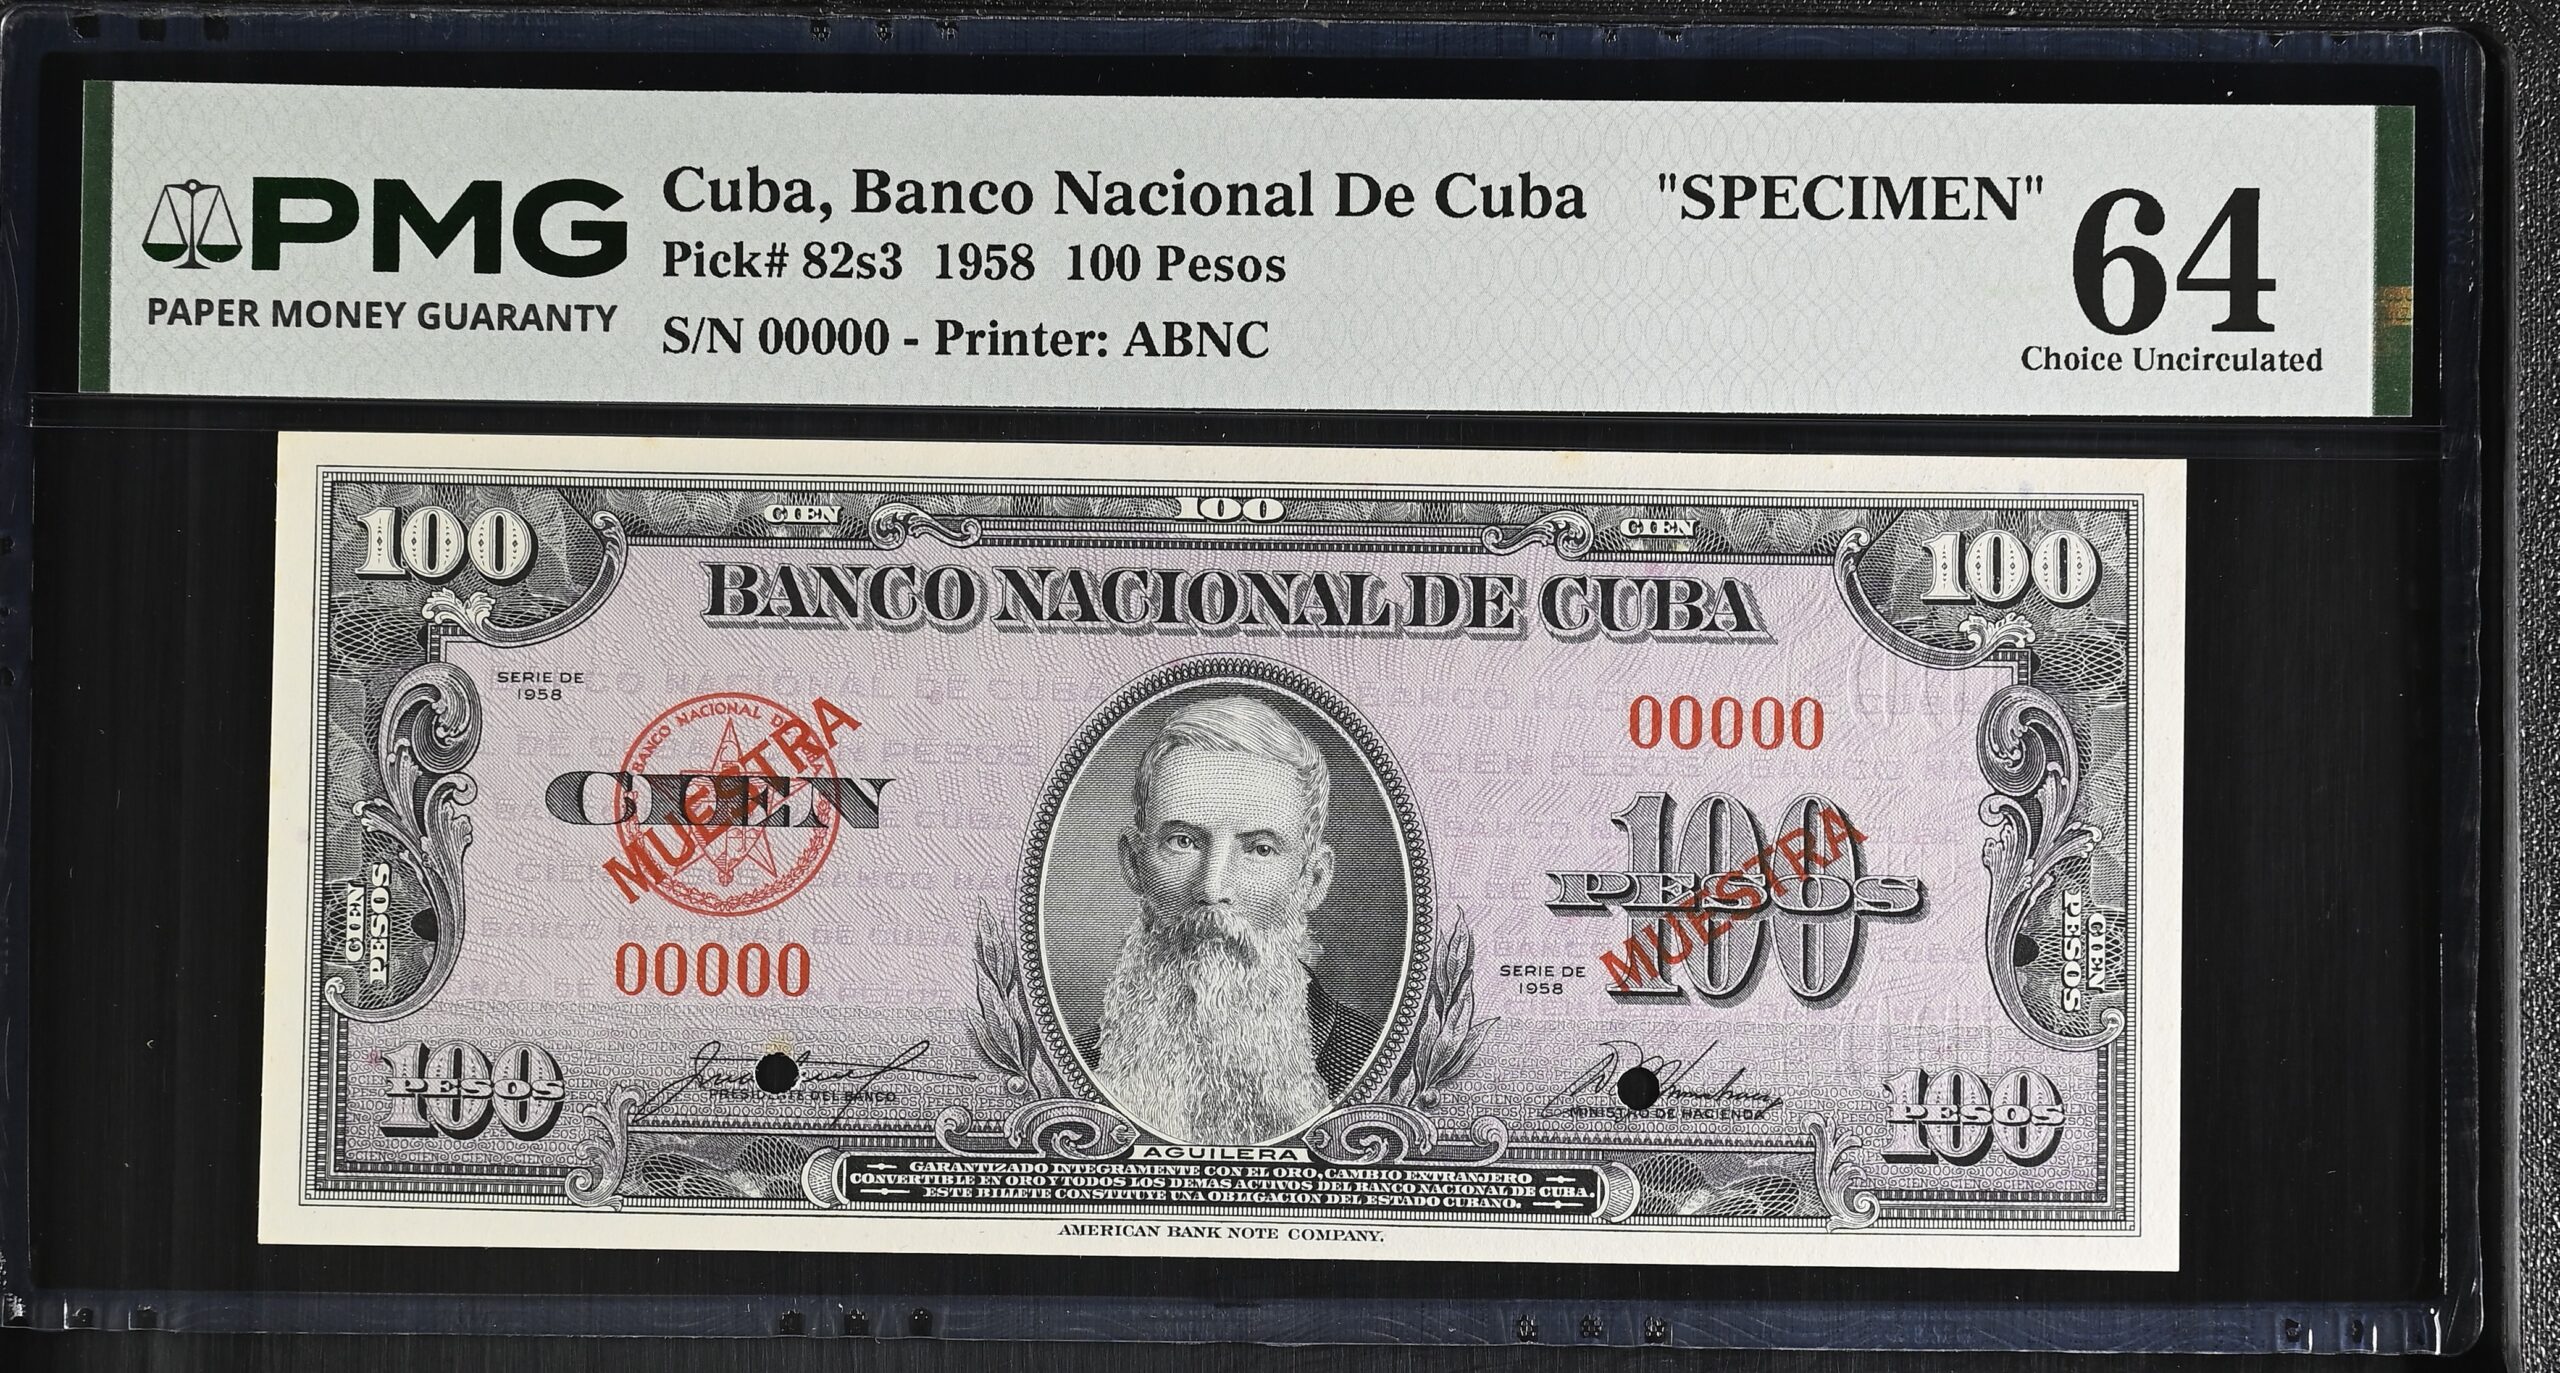 PMG
PAPER MONEY GUARANTY
Cuba, Banco Nacional De Cuba "SPECIMEN"
Pick# 82s3 1958 100 Pesos
S/N 00000 - Printer: ABNC
64
Choice Uncirculated
100 CIEN 100 CIEN 100
BANCO NACIONAL DE CUBA
SERIE DE
1958
BANCO NACIONAL DE
CIEN
MUESTRA
00000
00000
100
PESOS
100
MUESTRA
SERIE DE
1958
CIEN
PESOS
CIEN
PESOS
100
PESOS
PRESIDENTE DEL BANCO
MINISTRO DE HACIENDA
100
PESOS
AGUILERA
GARANTIZADO INTEGRAMENTE CON EL ORO, CAMBIO EXTRANJERO
CONVERTIBLE EN ORO Y TODOS LOS DEMAS ACTIVOS DEL BANCO NACIONAL DE CUBA.
ESTE BILLETE CONSTITUYE UNA OBLIGACION DEL ESTADO CUBANO.
AMERICAN BANK NOTE COMPANY.